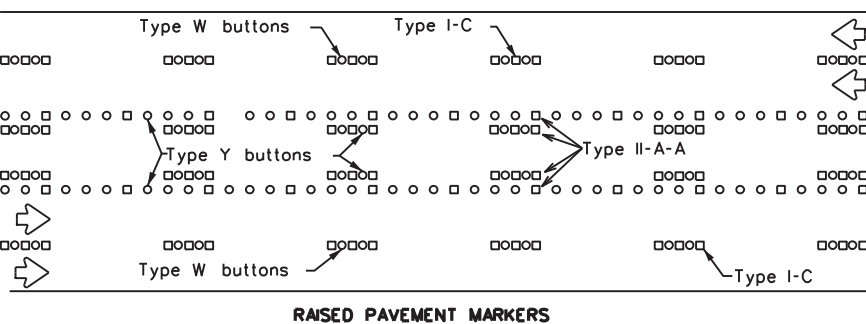 Type W buttons
Type I-C
Type Y buttons
Type II-A-A
Type W buttons
Type I-C
RAISED PAVEMENT MARKERS